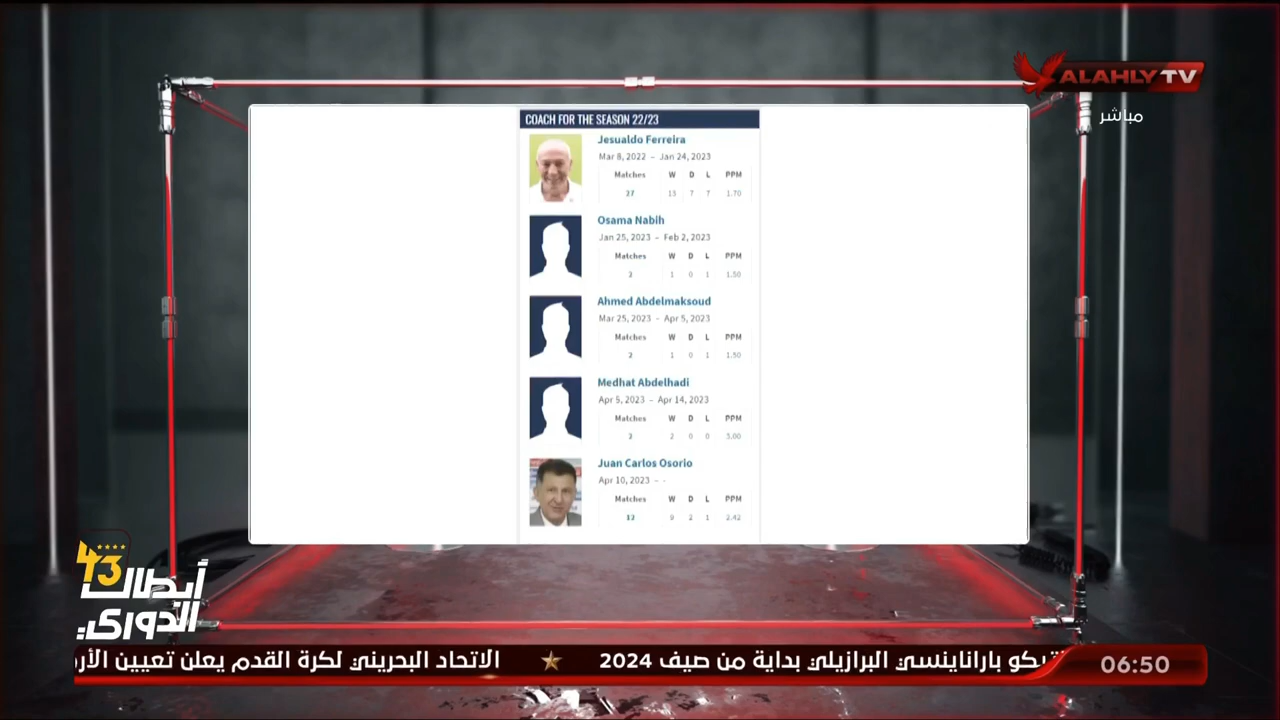 ALAHLY TV
مباشر
COACH FOR THE SEASON 22/23
Jesualdo Ferreira
Mar 8, 2022 - Jan 24, 2023
Matches W D L PPM
27 13 7 7 1.70
Osama Nabih
Jan 25, 2023 - Feb 2, 2023
Matches W D L PPM
2 1 0 1 1.50
Ahmed Abdelmaksoud
Mar 25, 2023 - Apr 5, 2023
Matches W D L PPM
2 1 0 1 1.50
Medhat Abdelhadi
Apr 5, 2023 - Apr 14, 2023
Matches W D L PPM
2 2 0 0 3.00
Juan Carlos Osorio
Apr 10, 2023 - -
Matches W D L PPM
12 9 2 1 2.42
43
أبطال
الدوري
باراناينسي البرازيلي بداية من صيف 2024
الاتحاد البحريني لكرة القدم يعلن تعيين
06:50